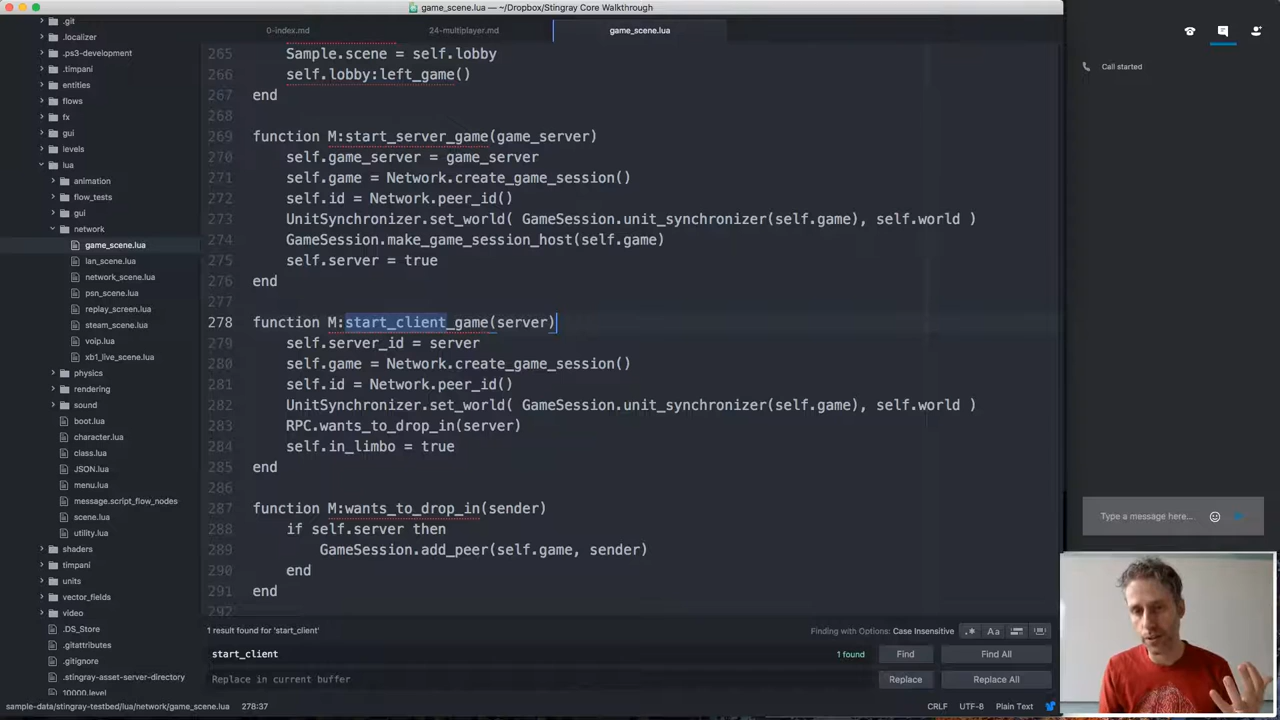 game_scene.lua — ~/Dropbox/Stingray Core Walkthrough
0-index.md
24-multiplayer.md
game_scene.lua
.git
.localizer
.ps3-development
.timpani
entities
flows
fx
gui
levels
lua
animation
flow_tests
gui
network
game_scene.lua
lan_scene.lua
network_scene.lua
psn_scene.lua
replay_screen.lua
steam_scene.lua
voip.lua
xb1_live_scene.lua
physics
rendering
sound
boot.lua
character.lua
class.lua
JSON.lua
menu.lua
message.script_flow_nodes
scene.lua
utility.lua
shaders
timpani
units
vector_fields
video
.DS_Store
.gitattributes
.gitignore
.stingray-asset-server-directory
10000.level
265 Sample.scene = self.lobby
266 self.lobby:left_game()
267 end
268
269 function M:start_server_game(game_server)
270 self.game_server = game_server
271 self.game = Network.create_game_session()
272 self.id = Network.peer_id()
273 UnitSynchronizer.set_world( GameSession.unit_synchronizer(self.game), self.world )
274 GameSession.make_game_session_host(self.game)
275 self.server = true
276 end
277
278 function M:start_client_game(server)
279 self.server_id = server
280 self.game = Network.create_game_session()
281 self.id = Network.peer_id()
282 UnitSynchronizer.set_world( GameSession.unit_synchronizer(self.game), self.world )
283 RPC.wants_to_drop_in(server)
284 self.in_limbo = true
285 end
286
287 function M:wants_to_drop_in(sender)
288 if self.server then
289 GameSession.add_peer(self.game, sender)
290 end
291 end
292
1 result found for 'start_client'
Finding with Options: Case Insensitive
.* Aa
start_client
1 found
Find
Find All
Replace in current buffer
Replace
Replace All
sample-data/stingray-testbed/lua/network/game_scene.lua 278:37
CRLF UTF-8 Plain Text
Call started
Type a message here...